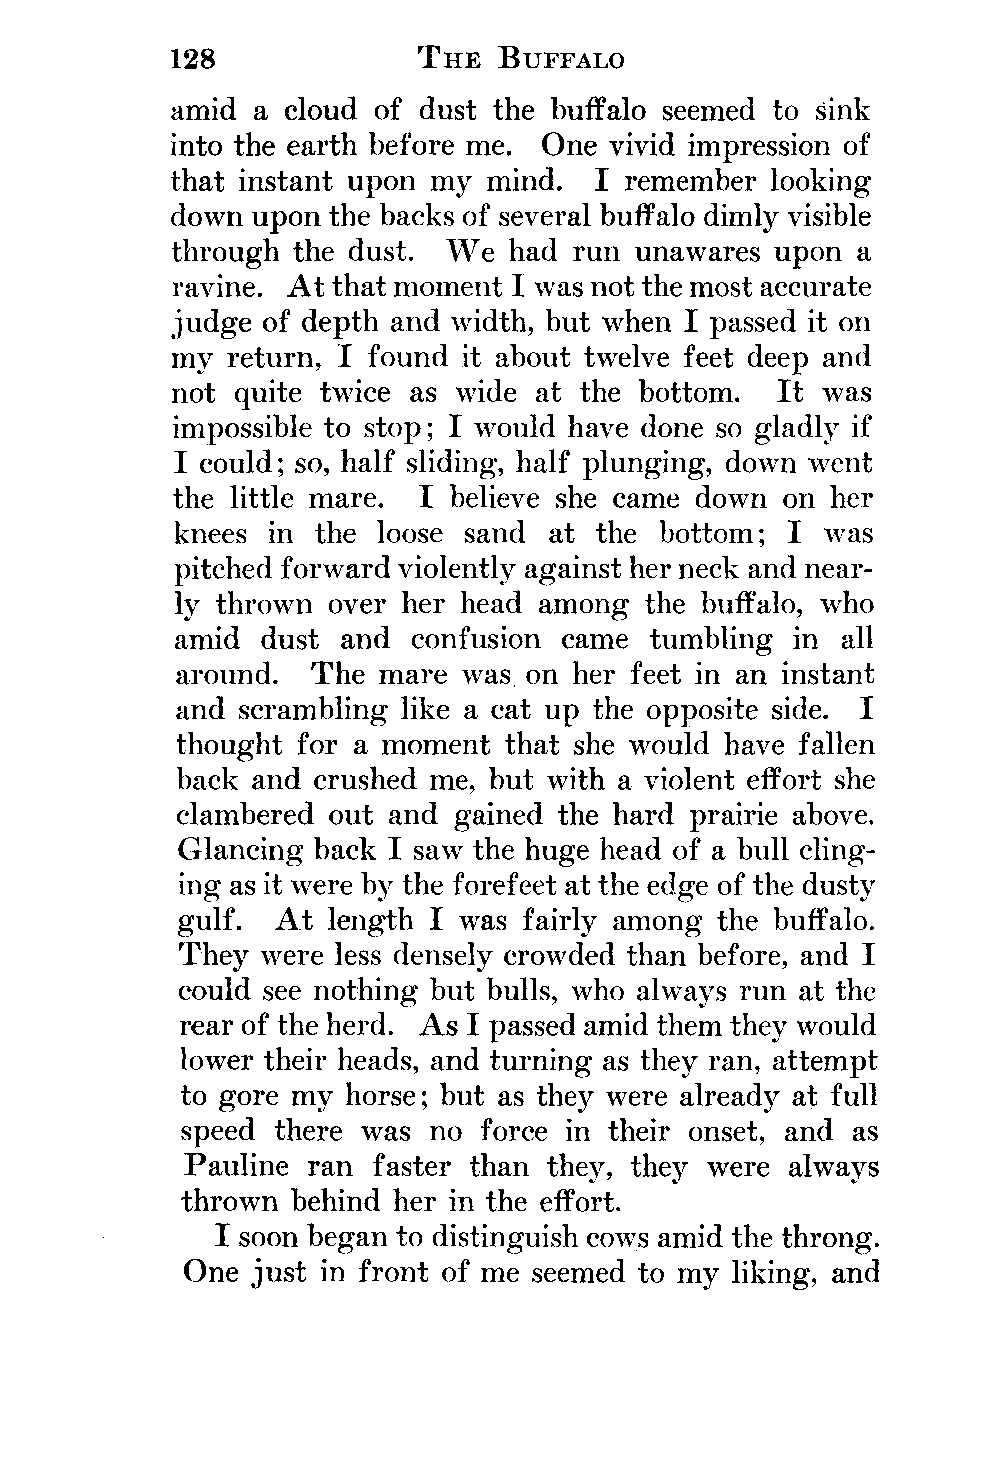 128 THE BUFFALO
amid a cloud of dust the buffalo seemed to sink
into the earth before me. One vivid impression of
that instant upon my mind. I remember looking
down upon the backs of several buffalo dimly visible
through the dust. We had run unawares upon a
ravine. At that moment I was not the most accurate
judge of depth and width, but when I passed it on
my return, I found it about twelve feet deep and
not quite twice as wide at the bottom. It was
impossible to stop; I would have done so gladly if
I could; so, half sliding, half plunging, down went
the little mare. I believe she came down on her
knees in the loose sand at the bottom; I was
pitched forward violently against her neck and near-
ly thrown over her head among the buffalo, who
amid dust and confusion came tumbling in all
around. The mare was on her feet in an instant
and scrambling like a cat up the opposite side. I
thought for a moment that she would have fallen
back and crushed me, but with a violent effort she
clambered out and gained the hard prairie above.
Glancing back I saw the huge head of a bull cling-
ing as it were by the forefeet at the edge of the dusty
gulf. At length I was fairly among the buffalo.
They were less densely crowded than before, and I
could see nothing but bulls, who always run at the
rear of the herd. As I passed amid them they would
lower their heads, and turning as they ran, attempt
to gore my horse; but as they were already at full
speed there was no force in their onset, and as
Pauline ran faster than they, they were always
thrown behind her in the effort.
I soon began to distinguish cows amid the throng.
One just in front of me seemed to my liking, and